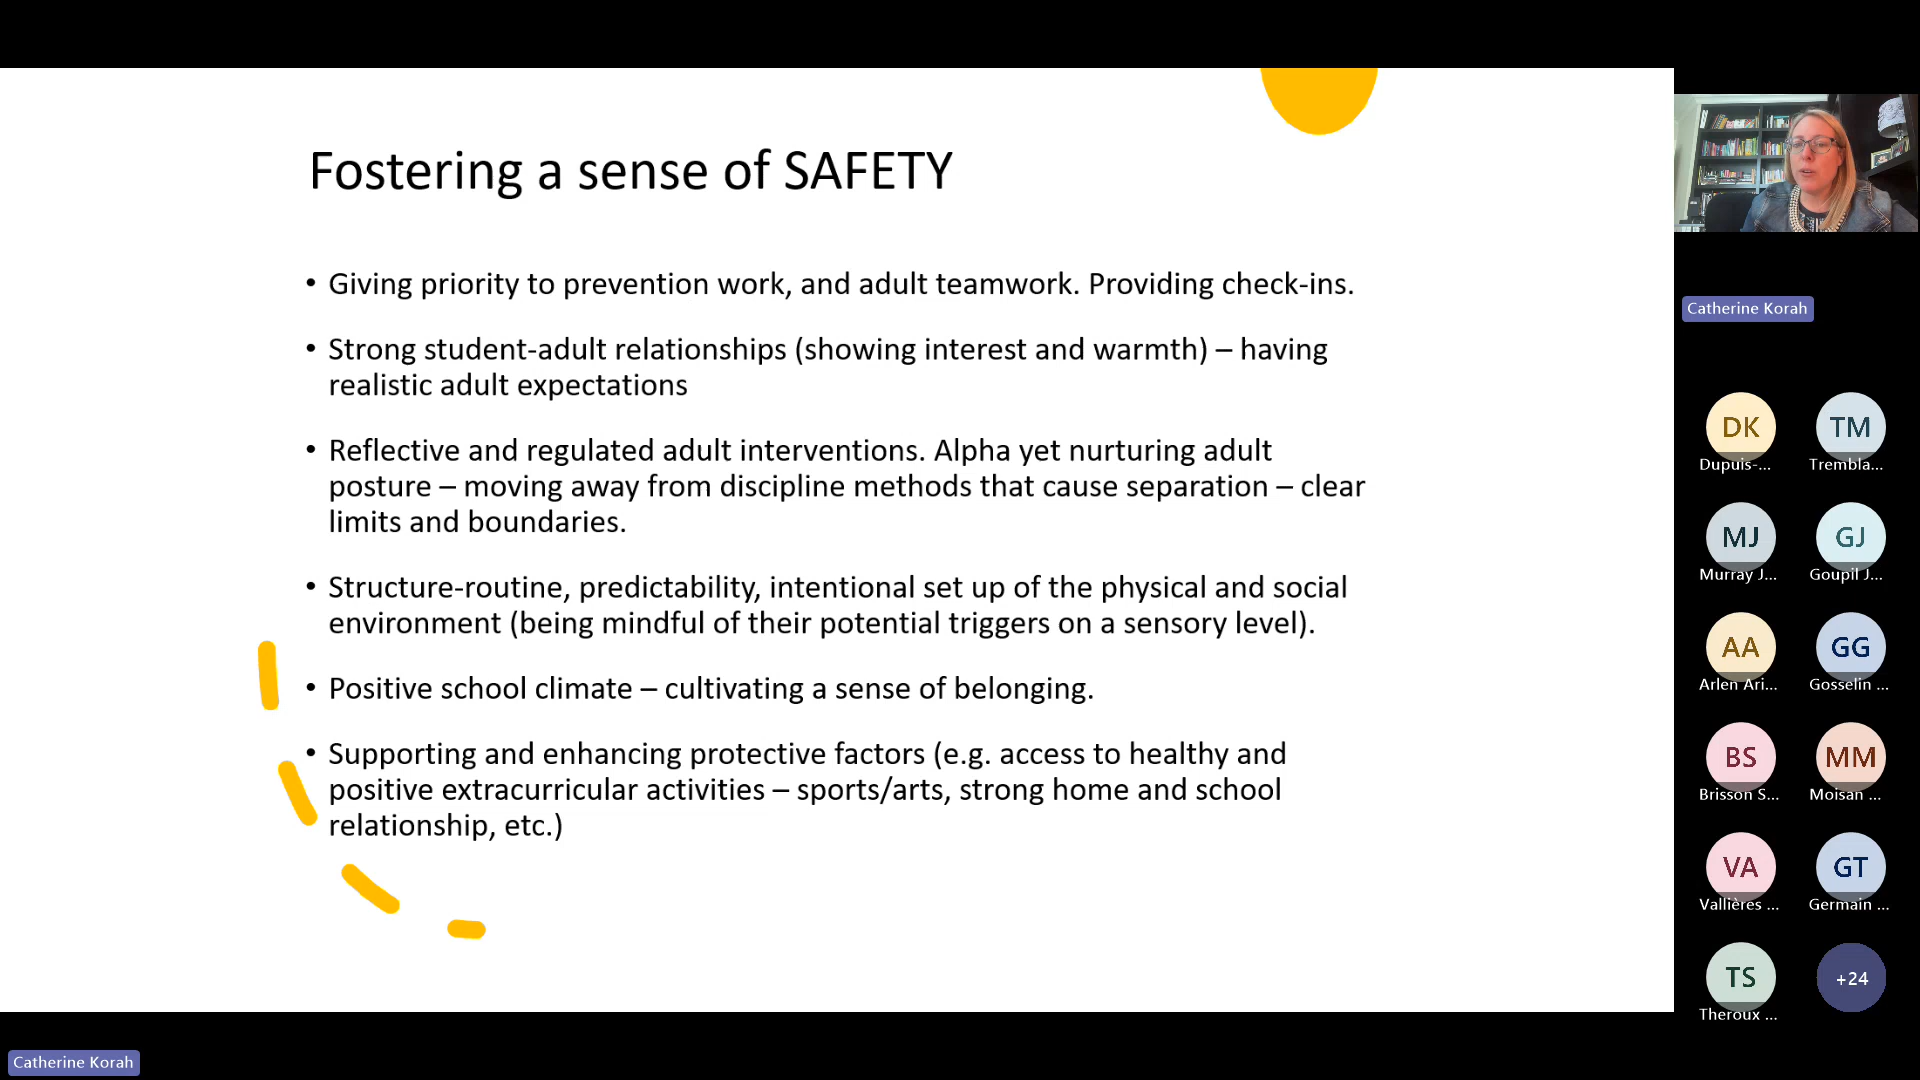 Fostering a sense of SAFETY
• Giving priority to prevention work, and adult teamwork. Providing check-ins.
• Strong student-adult relationships (showing interest and warmth) – having
realistic adult expectations
• Reflective and regulated adult interventions. Alpha yet nurturing adult
posture – moving away from discipline methods that cause separation – clear
limits and boundaries.
• Structure-routine, predictability, intentional set up of the physical and social
environment (being mindful of their potential triggers on a sensory level).
• Positive school climate – cultivating a sense of belonging.
• Supporting and enhancing protective factors (e.g. access to healthy and
positive extracurricular activities – sports/arts, strong home and school
relationship, etc.)
Catherine Korah
DK
TM
Dupuis-...
Trembla...
MJ
GJ
Murray J...
Goupil J...
AA
GG
Arlen Ari...
Gosselin ...
BS
MM
Brisson S...
Moisan ...
VA
GT
Vallières ...
Germain ...
TS
+24
Theroux ...
Catherine Korah